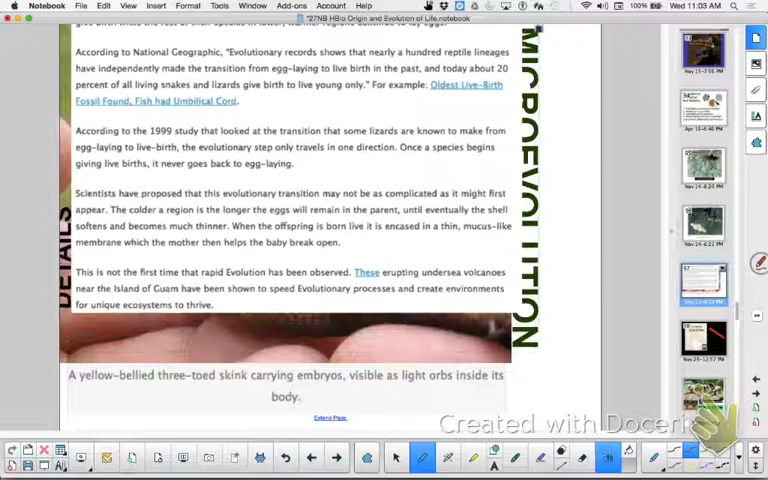 Notebook File Edit View Insert Format Draw Account Help 100% Wed 11:03 AM
*27NB HBio Origin and Evolution of Life.notebook
According to National Geographic, "Evolutionary records shows that nearly a hundred reptile lineages
have independently made the transition from egg-laying to live birth in the past, and today about 20
percent of all living snakes and lizards give birth to live young only." For example: Oldest Live-Birth
Fossil Found, Fish had Umbilical Cord.
According to the 1999 study that looked at the transition that some lizards are known to make from
egg-laying to live-birth, the evolutionary step only travels in one direction. Once a species begins
giving live births, it never goes back to egg-laying.
Scientists have proposed that this evolutionary transition may not be as complicated as it might first
appear. The colder a region is the longer the eggs will remain in the parent, until eventually the shell
softens and becomes much thinner. When the offspring is born live it is encased in a thin, mucus-like
membrane which the mother then helps the baby break open.
This is not the first time that rapid Evolution has been observed. These erupting undersea volcanoes
near the Island of Guam have been shown to speed Evolutionary processes and create environments
for unique ecosystems to thrive.
DETAILS
MICROEVOLUTION
A yellow-bellied three-toed skink carrying embryos, visible as light orbs inside its
body.
Extend Page
Created with Doceri